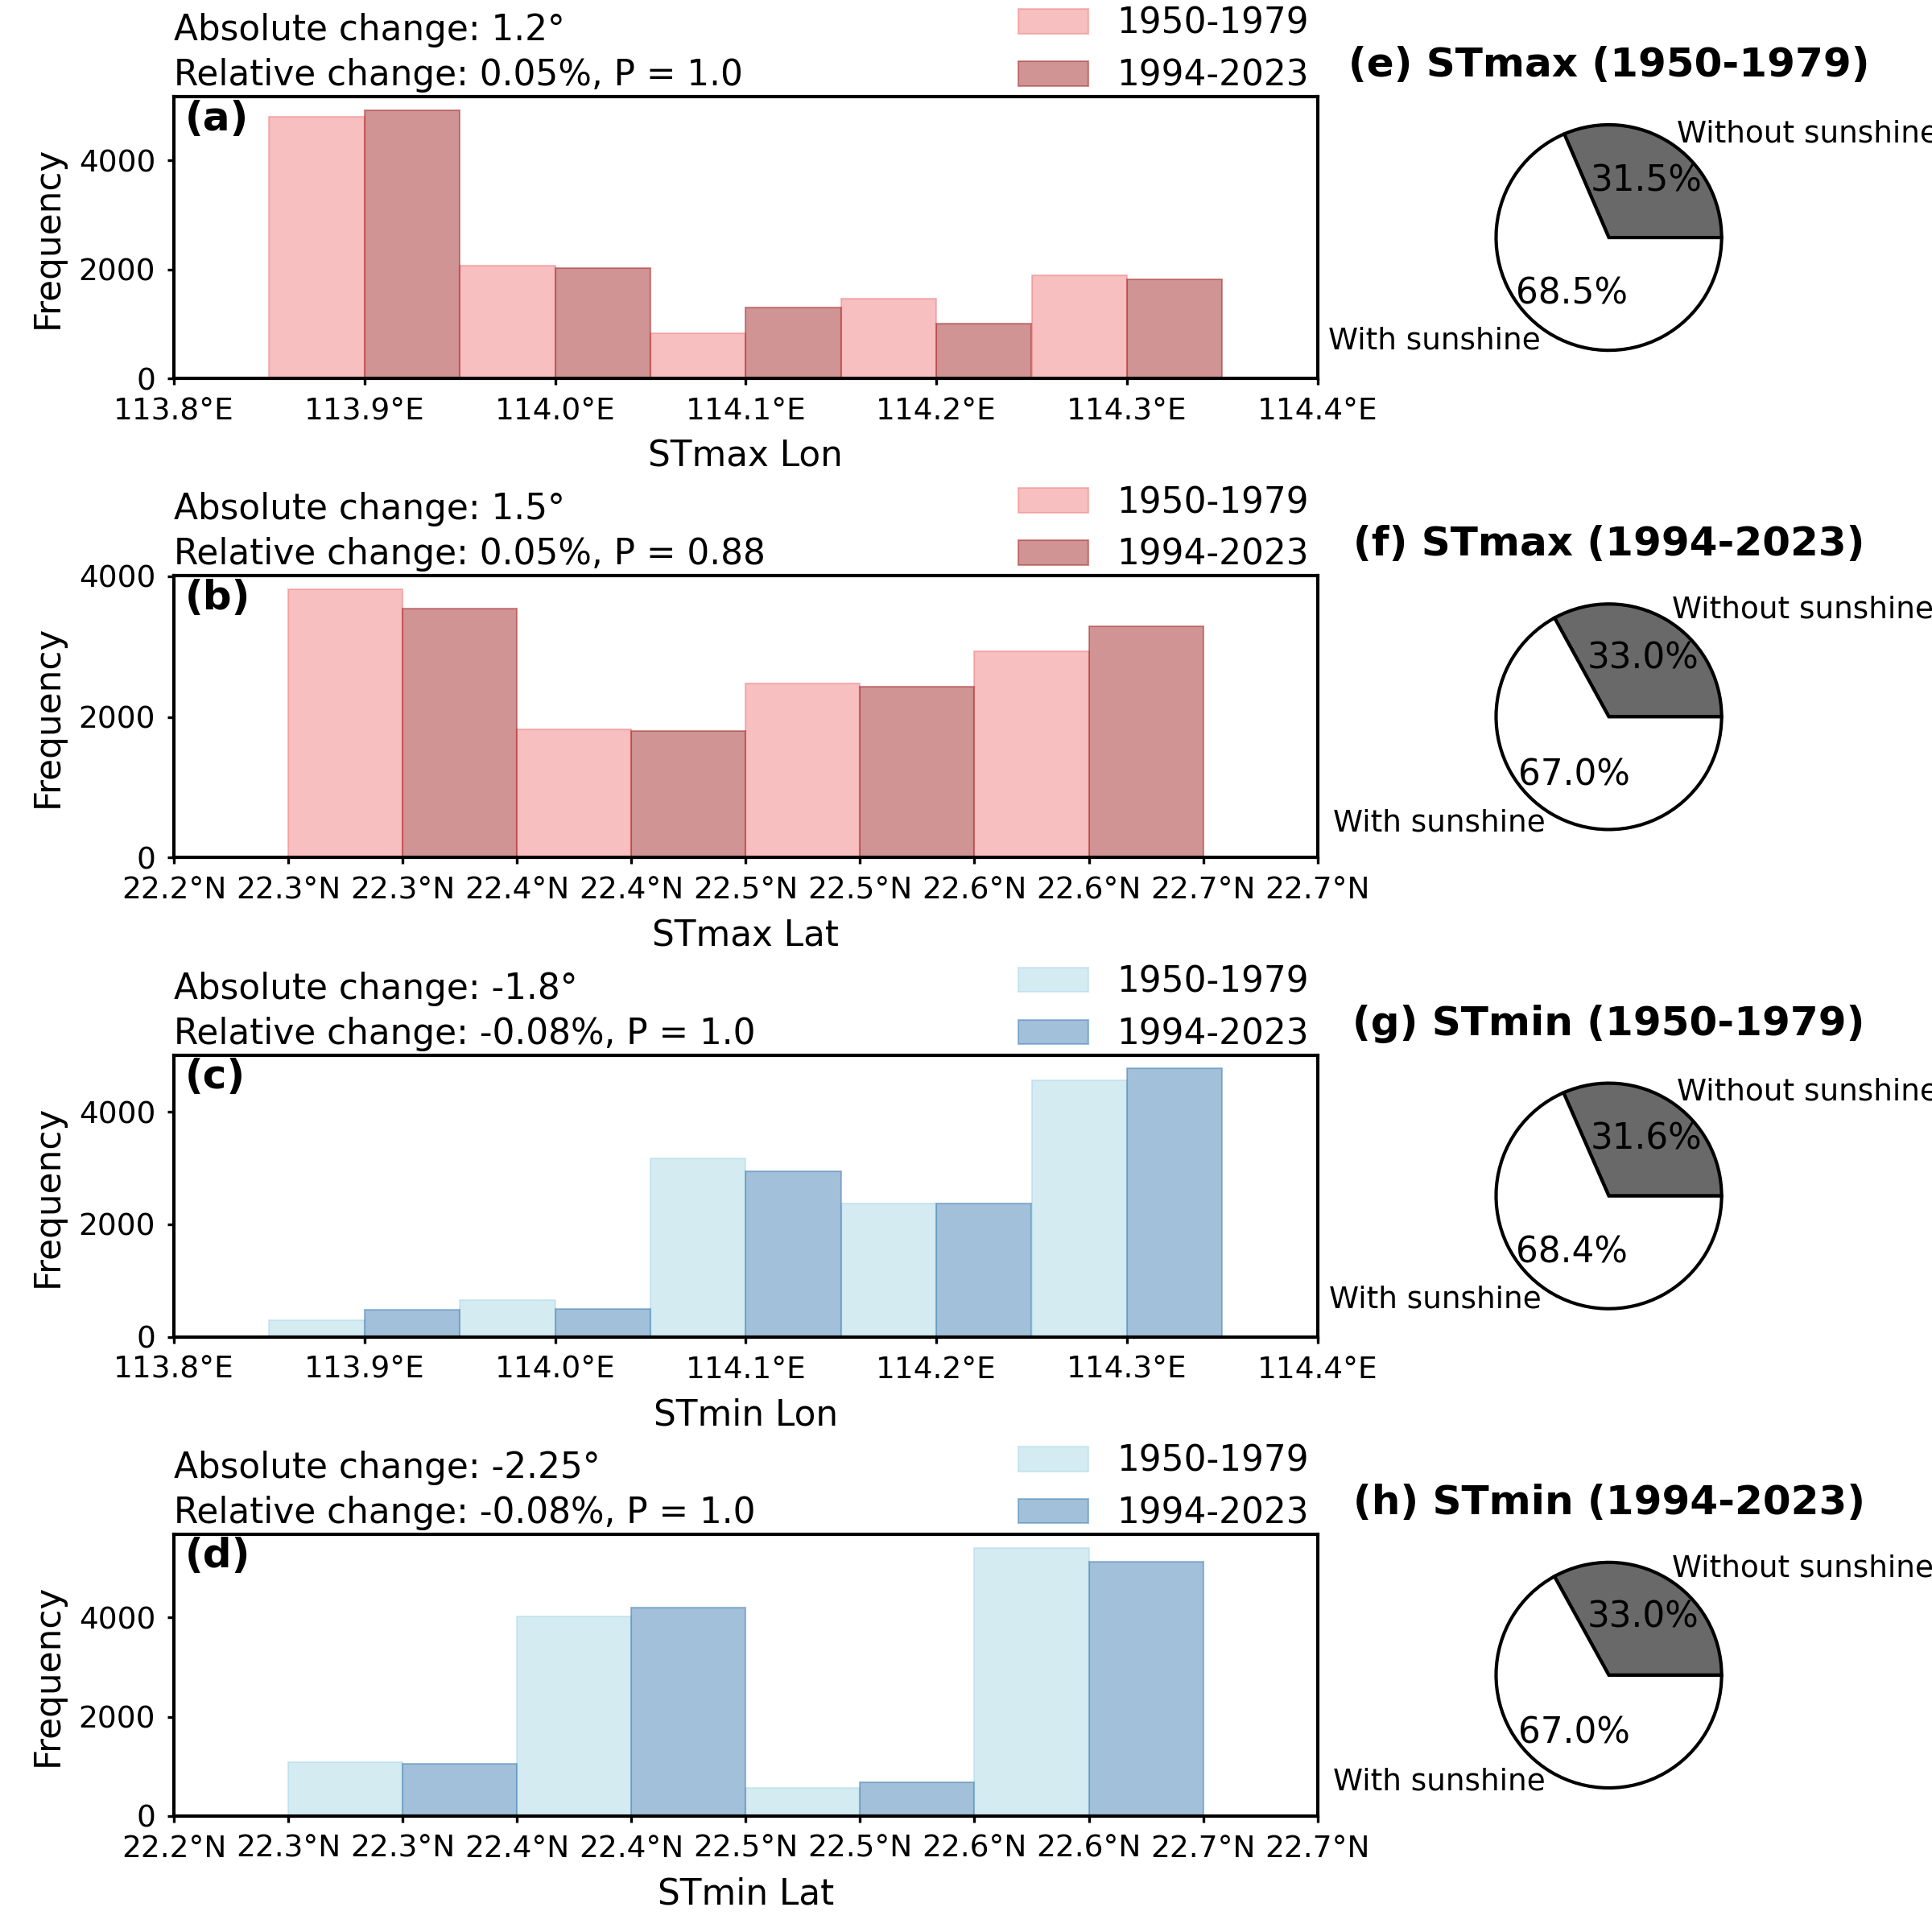 Absolute change: 1.2°
Relative change: 0.05%, P = 1.0
1950-1979
1994-2023
(a)
Frequency
4000
2000
0
113.8°E 113.9°E 114.0°E 114.1°E 114.2°E 114.3°E 114.4°E
STmax Lon
(e) STmax (1950-1979)
Without sunshine
31.5%
68.5%
With sunshine
Absolute change: 1.5°
Relative change: 0.05%, P = 0.88
1950-1979
1994-2023
(b)
Frequency
4000
2000
0
22.2°N 22.3°N 22.3°N 22.4°N 22.4°N 22.5°N 22.5°N 22.6°N 22.6°N 22.7°N 22.7°N
STmax Lat
(f) STmax (1994-2023)
Without sunshine
33.0%
67.0%
With sunshine
Absolute change: -1.8°
Relative change: -0.08%, P = 1.0
1950-1979
1994-2023
(c)
Frequency
4000
2000
0
113.8°E 113.9°E 114.0°E 114.1°E 114.2°E 114.3°E 114.4°E
STmin Lon
(g) STmin (1950-1979)
Without sunshine
31.6%
68.4%
With sunshine
Absolute change: -2.25°
Relative change: -0.08%, P = 1.0
1950-1979
1994-2023
(d)
Frequency
4000
2000
0
22.2°N 22.3°N 22.3°N 22.4°N 22.4°N 22.5°N 22.5°N 22.6°N 22.6°N 22.7°N 22.7°N
STmin Lat
(h) STmin (1994-2023)
Without sunshine
33.0%
67.0%
With sunshine